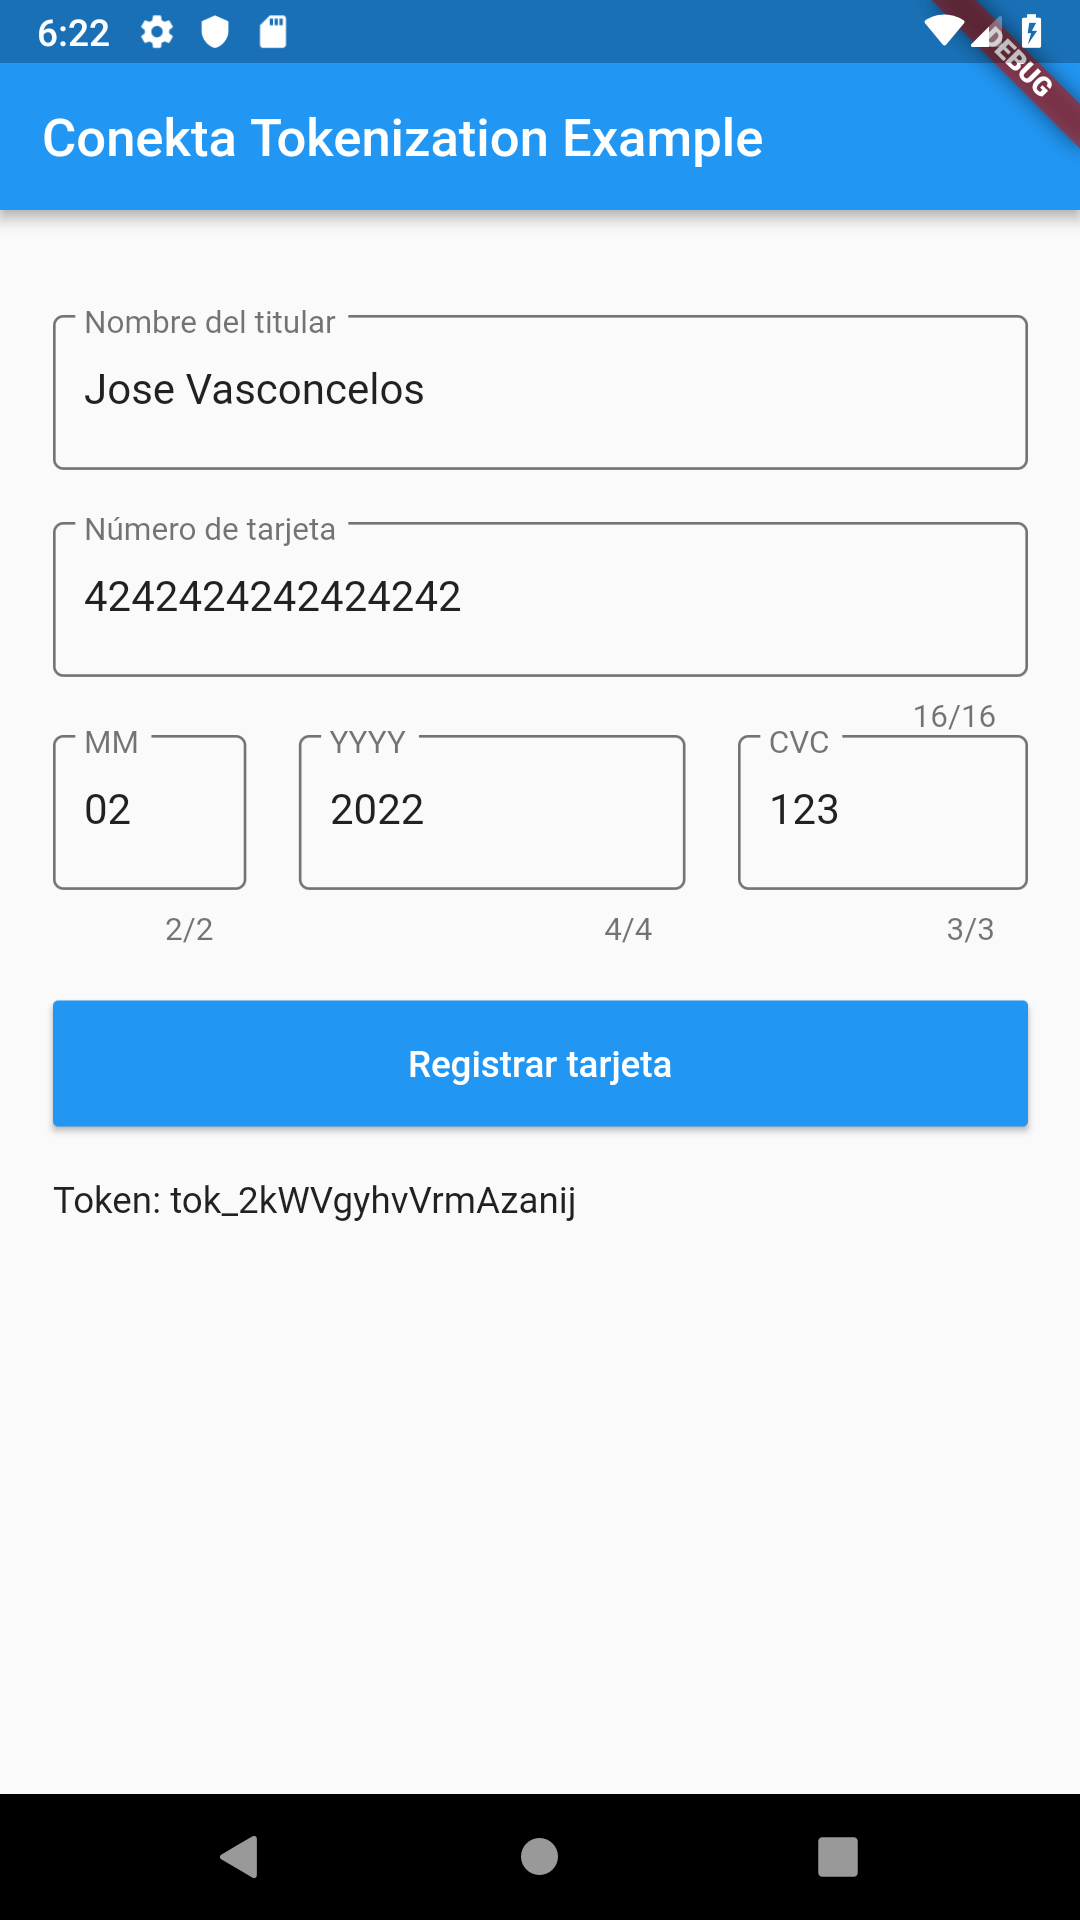 6:22
DEBUG
Conekta Tokenization Example
Nombre del titular
Jose Vasconcelos
Número de tarjeta
4242424242424242
16/16
MM
YYYY
CVC
02
2022
123
2/2
4/4
3/3
Registrar tarjeta
Token: tok_2kWVgyhvVrmAzanij